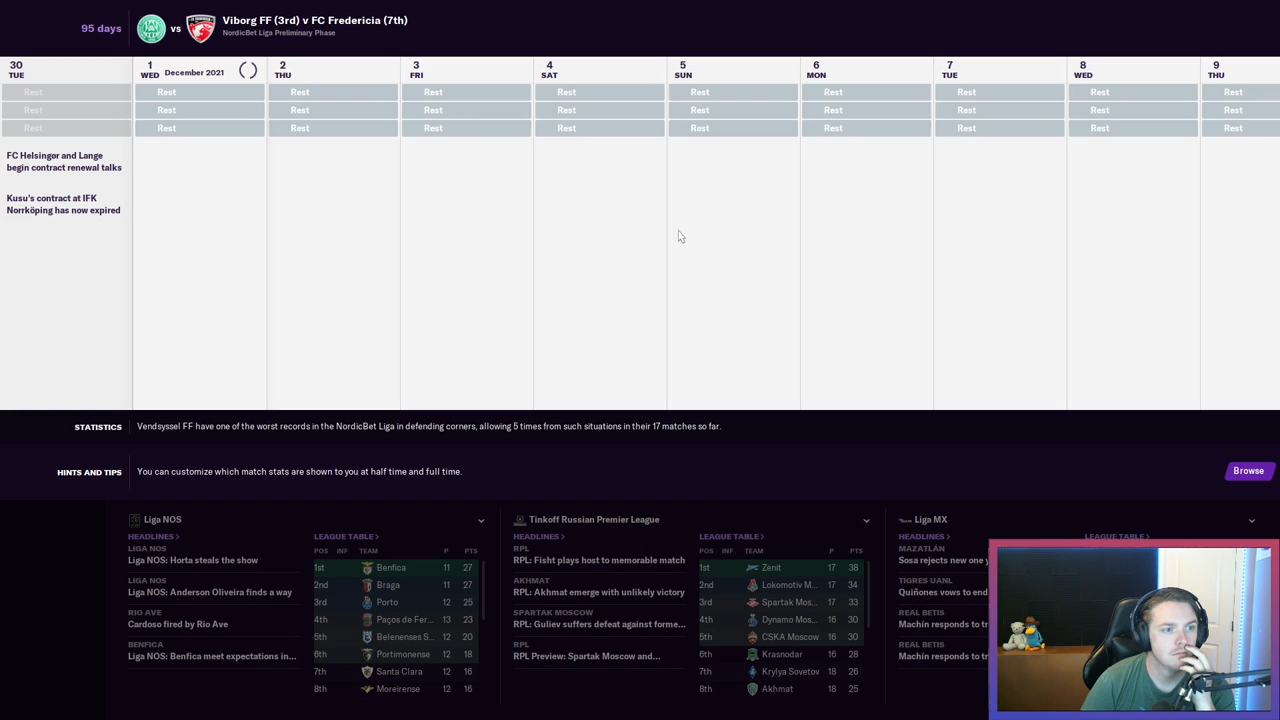 95 days
vs
Viborg FF (3rd) v FC Fredericia (7th)
NordicBet Liga Preliminary Phase
30
TUE
1
WED December 2021
2
THU
3
FRI
4
SAT
5
SUN
6
MON
7
TUE
8
WED
9
THU
Rest Rest Rest Rest Rest Rest Rest Rest Rest Rest
Rest Rest Rest Rest Rest Rest Rest Rest Rest Rest
Rest Rest Rest Rest Rest Rest Rest Rest Rest Rest
FC Helsingør and Lange
begin contract renewal talks
Kusu's contract at IFK
Norrköping has now expired
STATISTICS
Vendsyssel FF have one of the worst records in the NordicBet Liga in defending corners, allowing 5 times from such situations in their 17 matches so far.
HINTS AND TIPS
You can customize which match stats are shown to you at half time and full time.
Browse
Liga NOS
HEADLINES >
LIGA NOS
Liga NOS: Horta steals the show
LIGA NOS
Liga NOS: Anderson Oliveira finds a way
RIO AVE
Cardoso fired by Rio Ave
BENFICA
Liga NOS: Benfica meet expectations in...
LEAGUE TABLE >
POS INF TEAM P PTS
1st Benfica 11 27
2nd Braga 11 27
3rd Porto 12 25
4th Paços de Fer... 13 23
5th Belenenses S... 12 20
6th Portimonense 12 18
7th Santa Clara 12 16
8th Moreirense 12 16
Tinkoff Russian Premier League
HEADLINES >
RPL
RPL: Fisht plays host to memorable match
AKHMAT
RPL: Akhmat emerge with unlikely victory
SPARTAK MOSCOW
RPL: Guliev suffers defeat against forme...
RPL
RPL Preview: Spartak Moscow and...
LEAGUE TABLE >
POS INF TEAM P PTS
1st Zenit 17 38
2nd Lokomotiv M... 17 34
3rd Spartak Mos... 17 33
4th Dynamo Mos... 16 30
5th CSKA Moscow 16 30
6th Krasnodar 16 28
7th Krylya Sovetov 18 26
8th Akhmat 18 25
Liga MX
HEADLINES >
MAZATLÁN
Sosa rejects new one y
TIGRES UANL
Quiñones vows to end
REAL BETIS
Machín responds to tr
REAL BETIS
Machín responds to tr
LEAGUE TABLE >